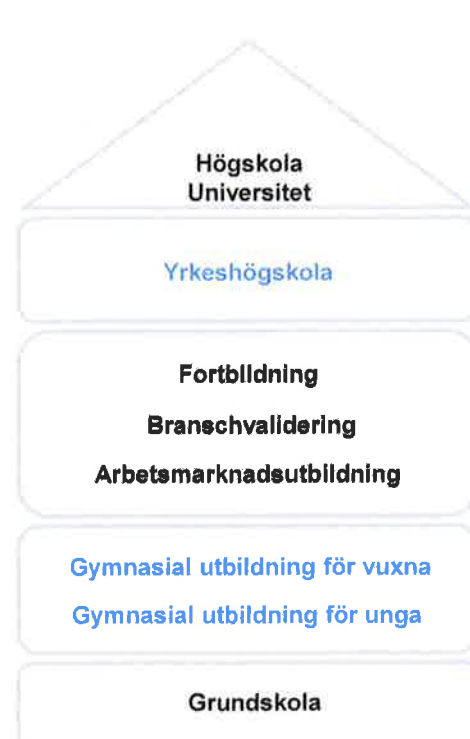 Högskola
Universitet
Yrkeshögskola
Fortbildning
Branschvalidering
Arbetsmarknadsutbildning
Gymnasial utbildning för vuxna
Gymnasial utbildning för unga
Grundskola